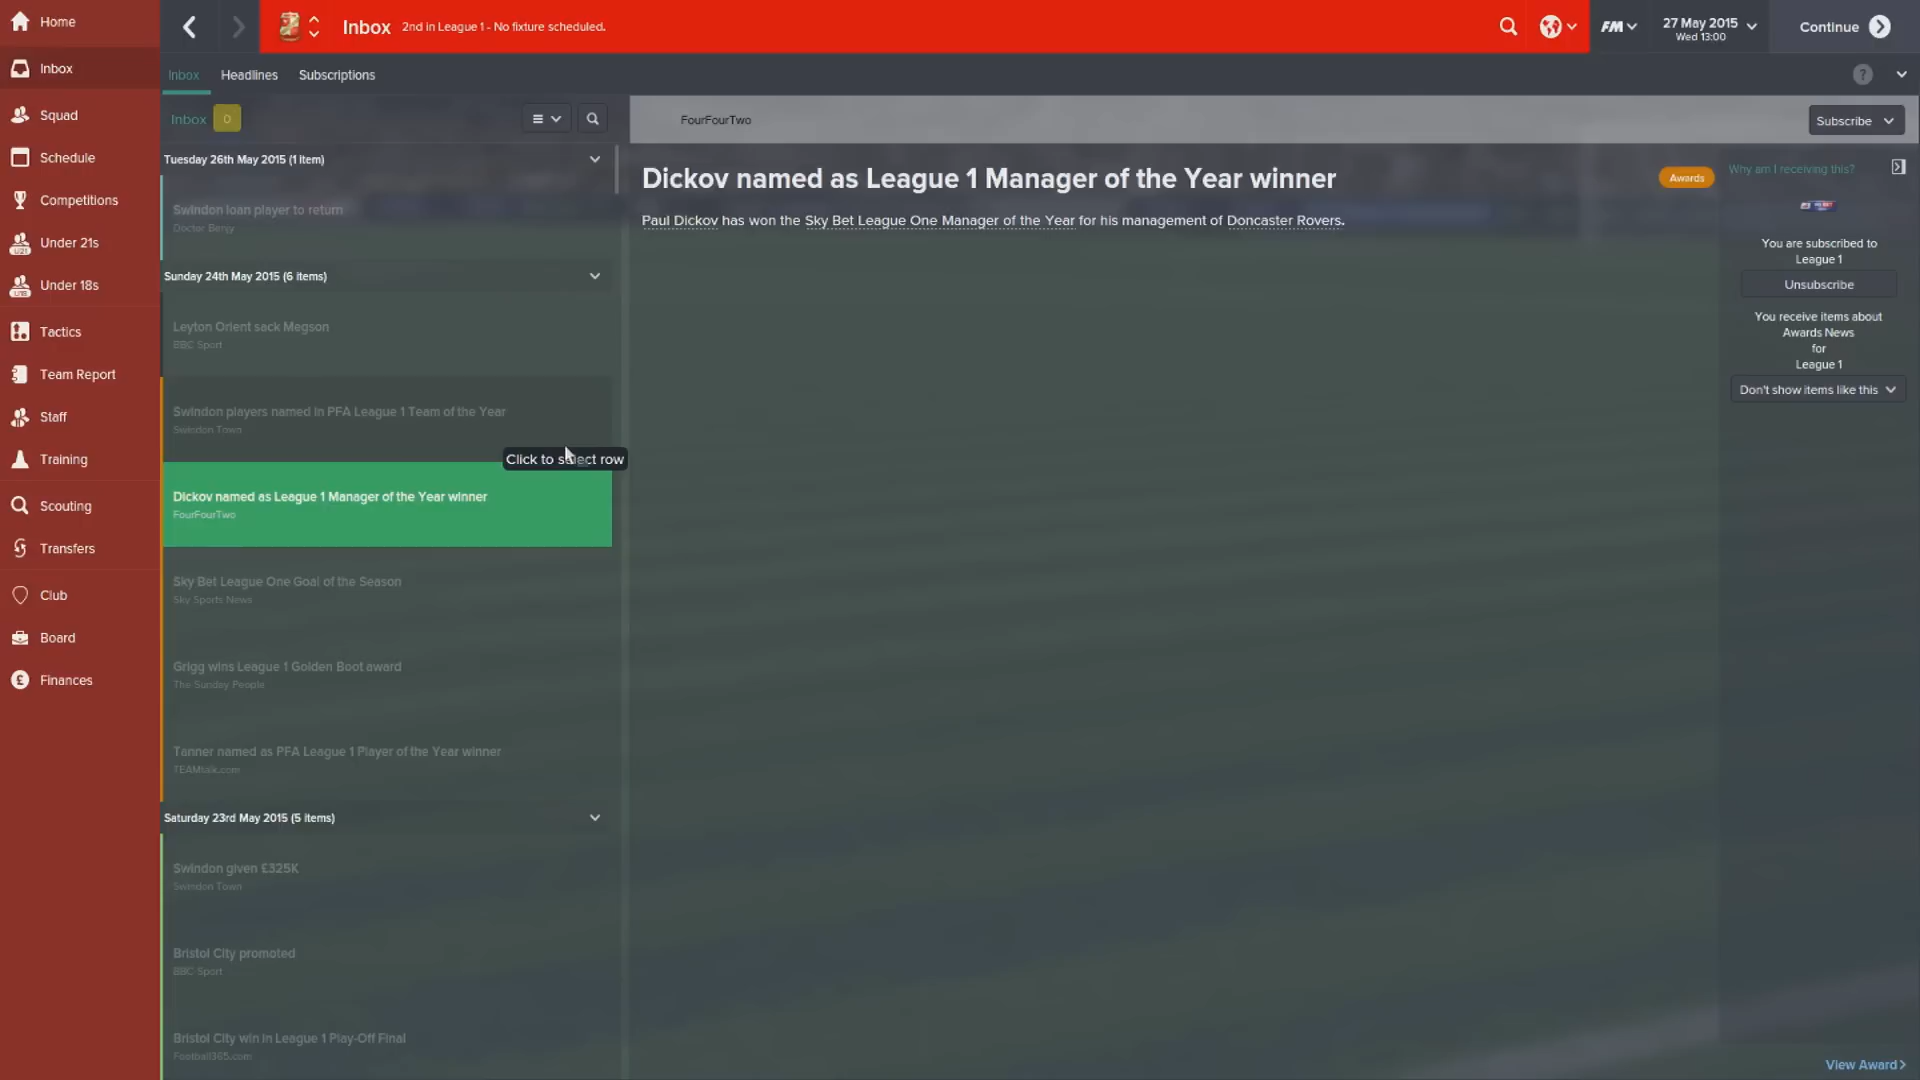 Home
Inbox
Squad
Schedule
Competitions
Under 21s
Under 18s
Tactics
Team Report
Staff
Training
Scouting
Transfers
Club
Board
Finances
Inbox 2nd in League 1 - No fixture scheduled.
FM
27 May 2015
Wed 13:00
Continue
Inbox Headlines Subscriptions
?
Inbox 0
Tuesday 26th May 2015 (1 item)
Swindon loan player to return
Doctor Benjy
Sunday 24th May 2015 (6 items)
Leyton Orient sack Megson
BBC Sport
Swindon players named in PFA League 1 Team of the Year
Swindon Town
Click to select row
Dickov named as League 1 Manager of the Year winner
FourFourTwo
Sky Bet League One Goal of the Season
Sky Sports News
Grigg wins League 1 Golden Boot award
The Sunday People
Tanner named as PFA League 1 Player of the Year winner
TEAMtalk.com
Saturday 23rd May 2015 (5 items)
Swindon given £325K
Swindon Town
Bristol City promoted
BBC Sport
Bristol City win in League 1 Play-Off Final
Football365.com
FourFourTwo
Subscribe
Dickov named as League 1 Manager of the Year winner
Awards
Paul Dickov has won the Sky Bet League One Manager of the Year for his management of Doncaster Rovers.
Why am I receiving this?
You are subscribed to
League 1
Unsubscribe
You receive items about
Awards News
for
League 1
Don't show items like this
View Award>